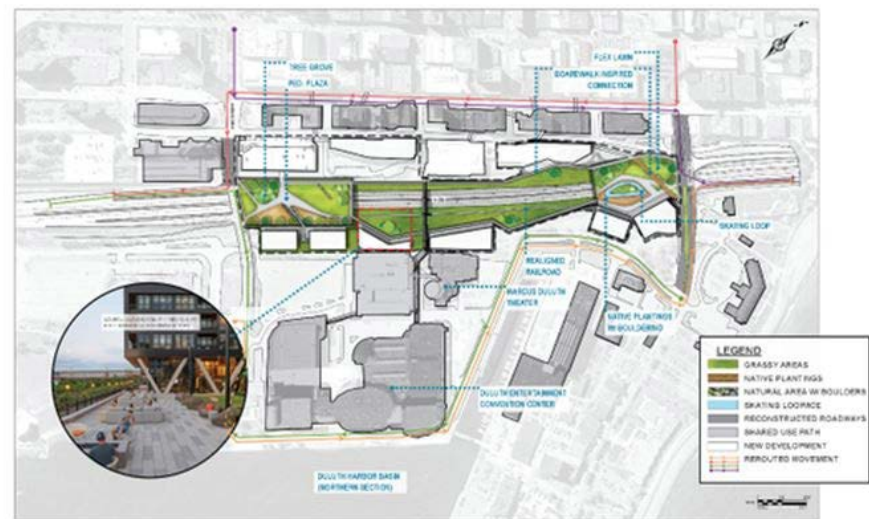 TREE GROVE
PED. PLAZA
FLEX LAWN
BOARDWALK INSPIRED
CONNECTION
SKATING LOOP
REALIGNED
RAILROAD
MARCUS DULUTH
THEATER
NATIVE PLANTINGS
W/ BOULDERING
DULUTH ENTERTAINMENT
CONVENTION CENTER
DULUTH HARBOR BASIN
(NORTHERN SECTION)
LEGEND
GRASSY AREAS
NATIVE PLANTINGS
NATURAL AREA W/ BOULDERS
SKATING LOOP/ICE
RECONSTRUCTED ROADWAYS
SHARED USE PATH
NEW DEVELOPMENT
REROUTED MOVEMENT